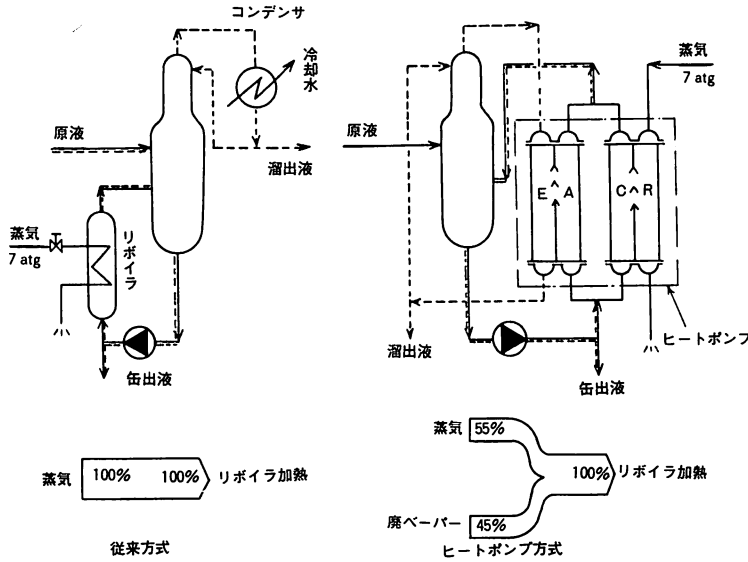 コンデンサ
冷却水
原液
溜出液
蒸気
7 atg
リボイラ
缶出液
蒸気
100%
100%
リボイラ加熱
従来方式
蒸気
7 atg
原液
E
A
C
R
ヒートポンプ
溜出液
缶出液
蒸気
55%
100%
リボイラ加熱
廃ベーパー
45%
ヒートポンプ方式